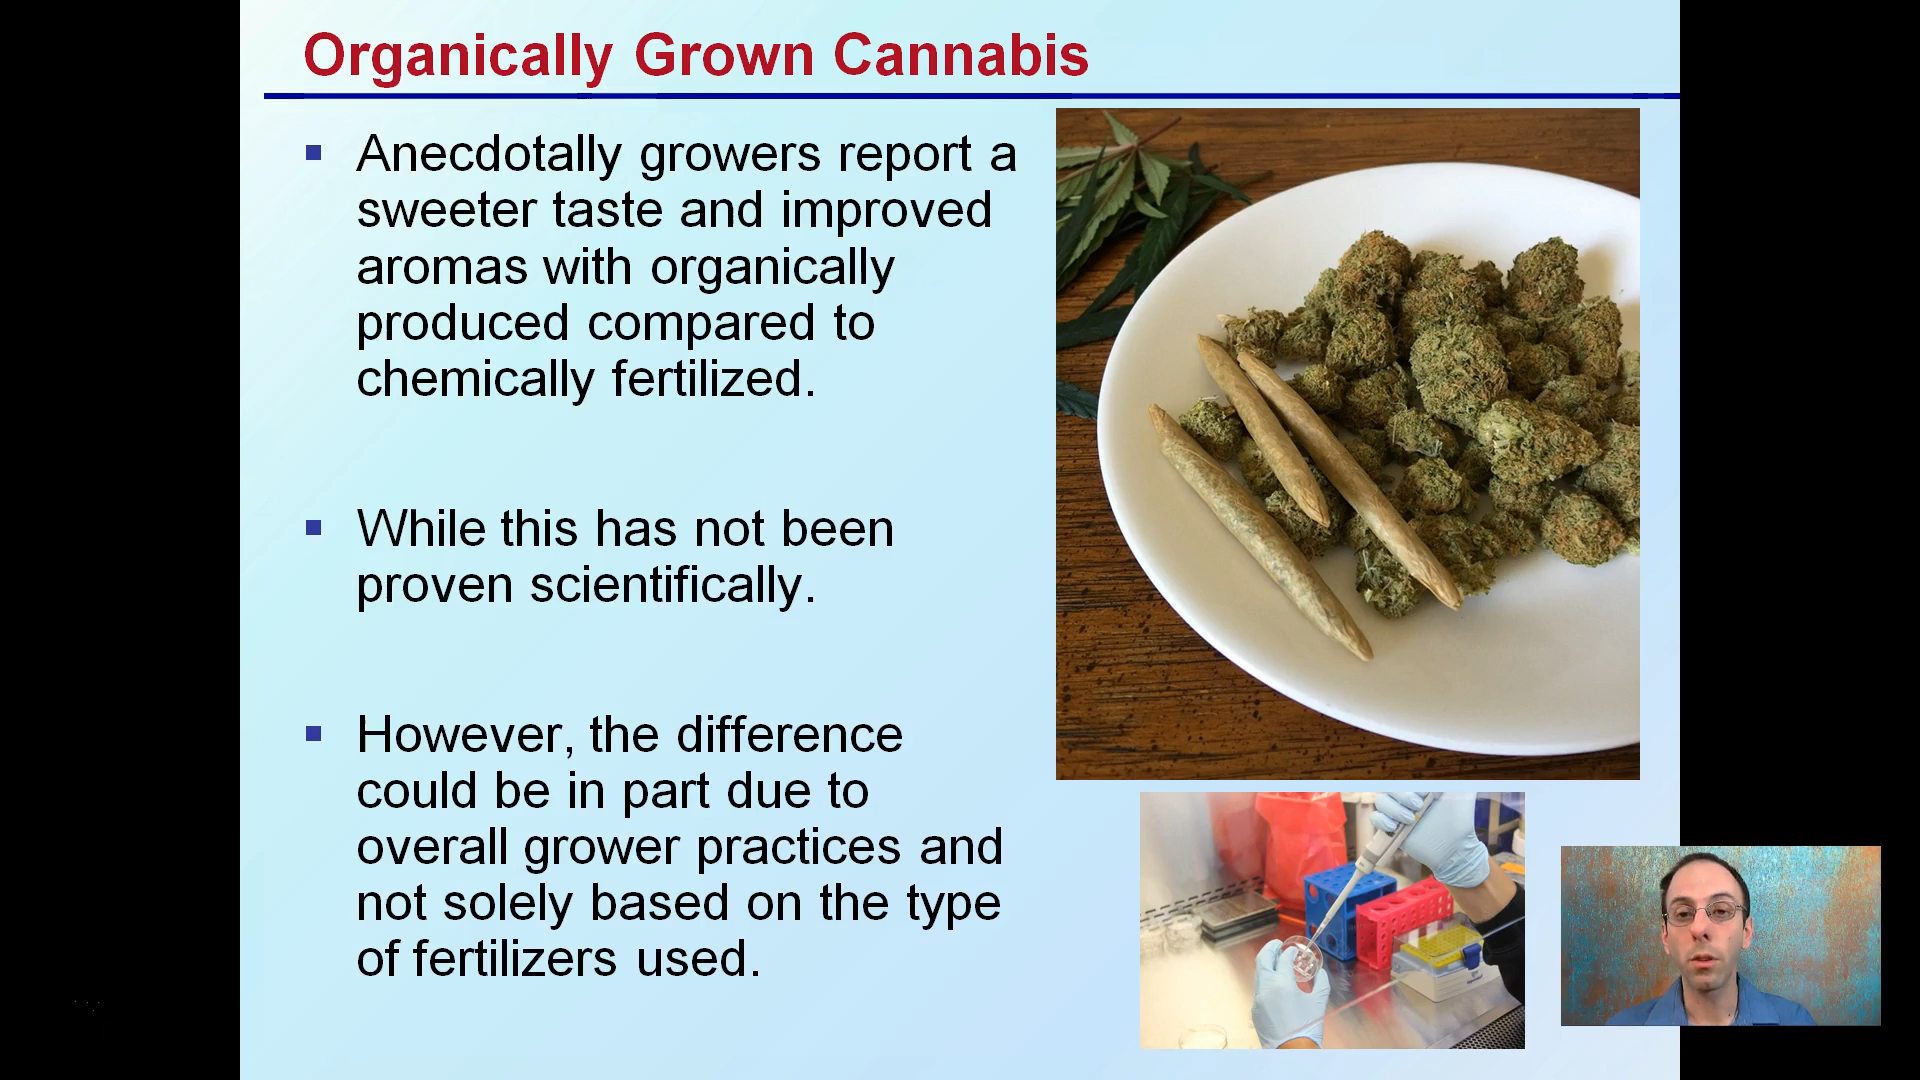 Organically Grown Cannabis
Anecdotally growers report a
sweeter taste and improved
aromas with organically
produced compared to
chemically fertilized.
While this has not been
proven scientifically.
However, the difference
could be in part due to
overall grower practices and
not solely based on the type
of fertilizers used.